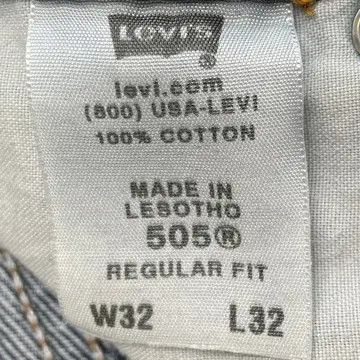 LEVI'S
®
levi.com
(800) USA-LEVI
100% COTTON
MADE IN
LESOTHO
505®
REGULAR FIT
W32 L32